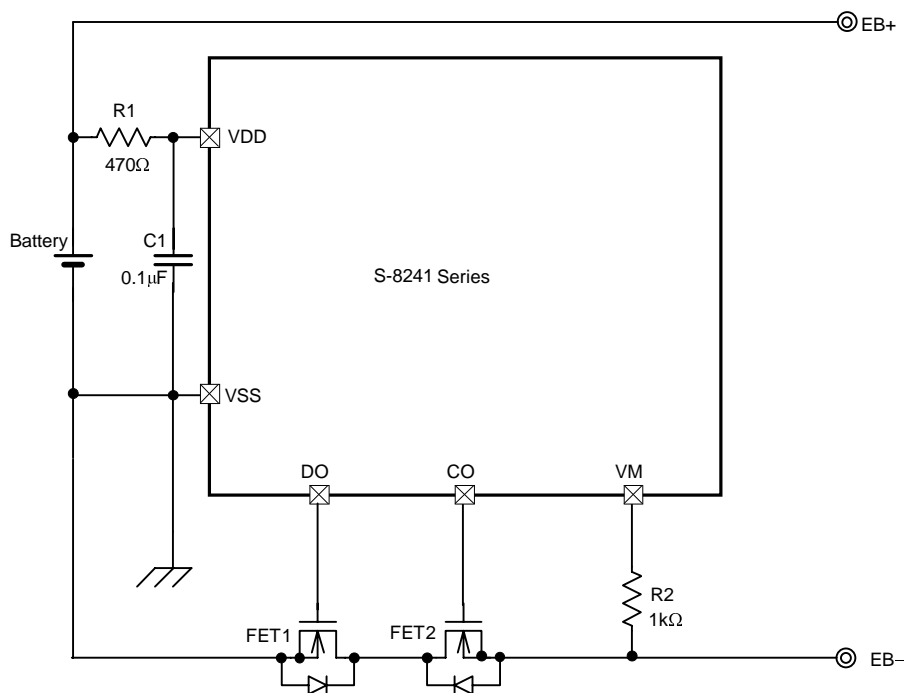 EB+
R1
VDD
470Ω
Battery
C1
0.1µF
S-8241 Series
VSS
DO
CO
VM
R2
1kΩ
FET1
FET2
EB−